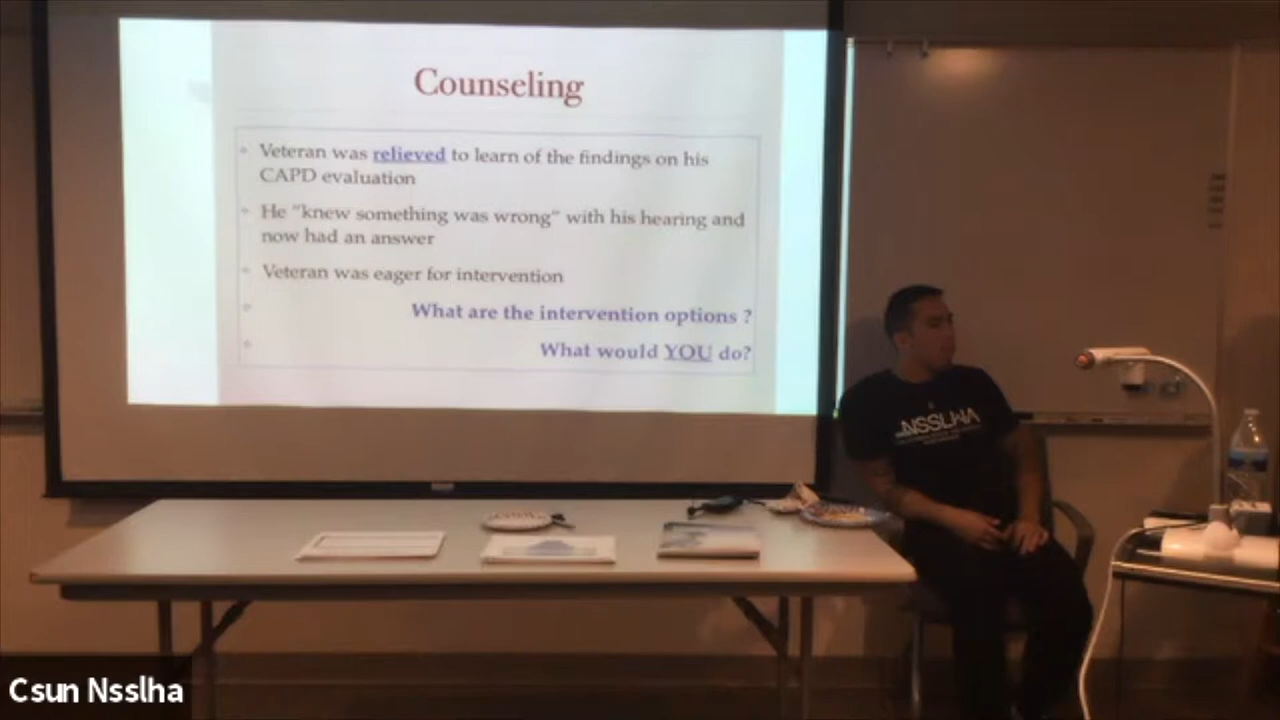 Counseling
Veteran was relieved to learn of the findings on his
CAPD evaluation
He "knew something was wrong" with his hearing and
now had an answer
Veteran was eager for intervention
What are the intervention options ?
What would YOU do?
NSSLHA
Csun Nsslha